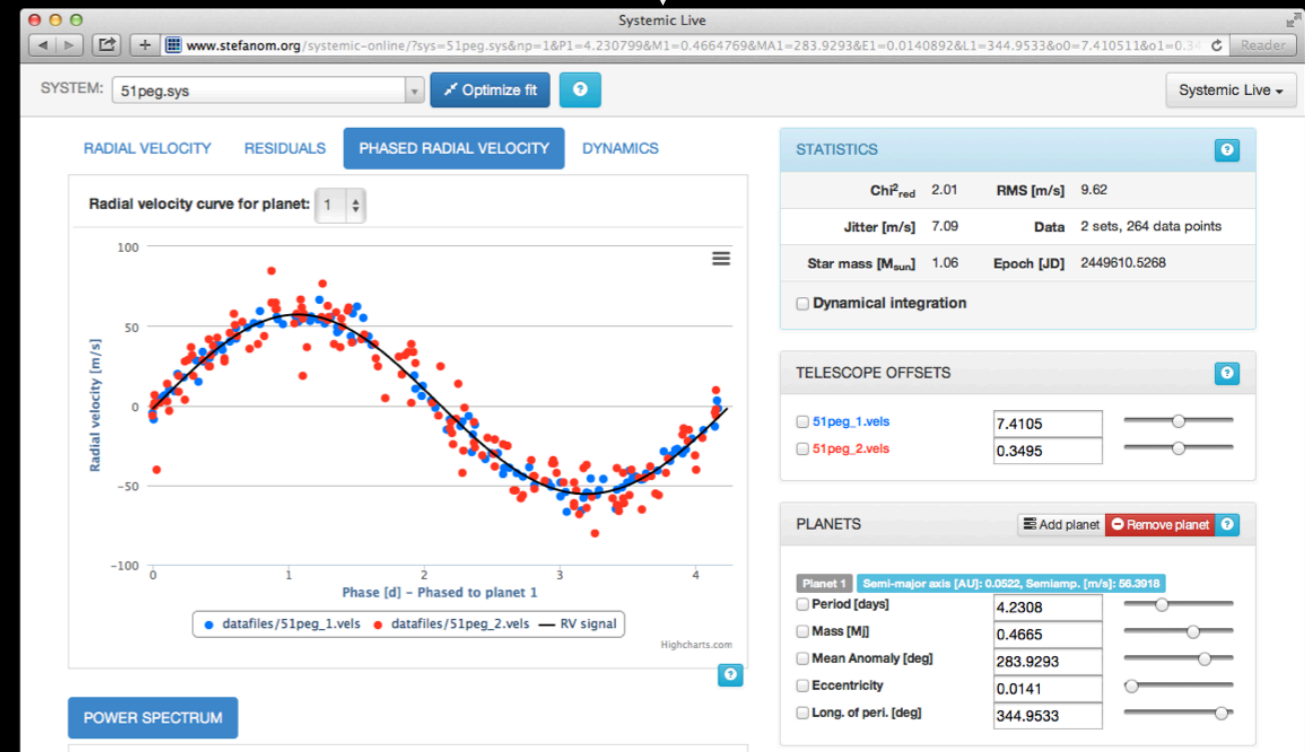 Systemic Live
www.stefanom.org/systemic-online/?sys=51peg.sys&np=1&P1=4.230799&M1=0.4664769&MA1=283.9293&E1=0.0140892&L1=344.9533&o0=7.410511&o1=0.34
Reader
SYSTEM: 51peg.sys Optimize fit ? Systemic Live
RADIAL VELOCITY RESIDUALS PHASED RADIAL VELOCITY DYNAMICS
Radial velocity curve for planet: 1
Radial velocity [m/s]
100
50
0
−50
−100
0 1 2 3 4
Phase [d] – Phased to planet 1
datafiles/51peg_1.vels datafiles/51peg_2.vels RV signal
Highcharts.com
?
POWER SPECTRUM
STATISTICS ?
Chi²red 2.01 RMS [m/s] 9.62
Jitter [m/s] 7.09 Data 2 sets, 264 data points
Star mass [Msun] 1.06 Epoch [JD] 2449610.5268
Dynamical integration
TELESCOPE OFFSETS ?
51peg_1.vels 7.4105
51peg_2.vels 0.3495
PLANETS Add planet Remove planet ?
Planet 1 Semi-major axis [AU]: 0.0522, Semiamp. [m/s]: 56.3918
Period [days] 4.2308
Mass [Mj] 0.4665
Mean Anomaly [deg] 283.9293
Eccentricity 0.0141
Long. of peri. [deg] 344.9533